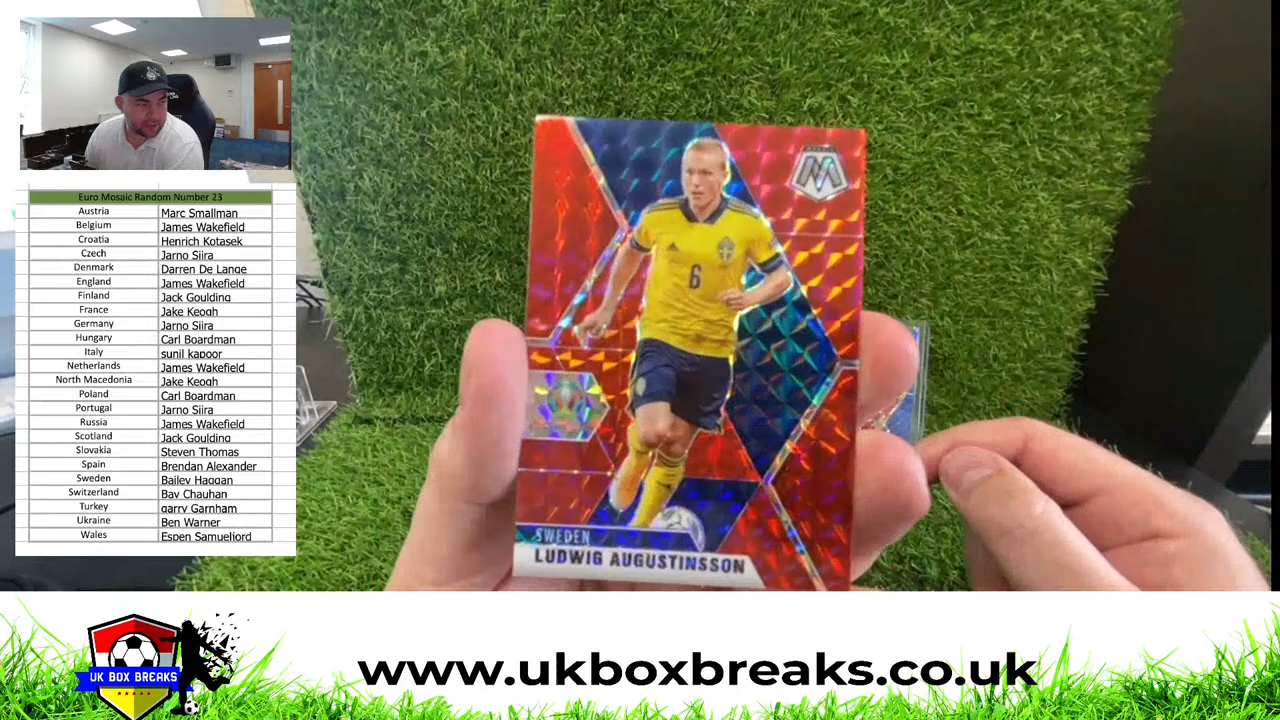 Euro Mosaic Random Number 23
Austria Marc Smallman
Belgium James Wakefield
Croatia Henrich Kotasek
Czech Jarno Siira
Denmark Darren De Lange
England James Wakefield
Finland Jack Goulding
France Jake Keogh
Germany Jarno Siira
Hungary Carl Boardman
Italy sunil kapoor
Netherlands James Wakefield
North Macedonia Jake Keogh
Poland Carl Boardman
Portugal Jarno Siira
Russia James Wakefield
Scotland Jack Goulding
Slovakia Steven Thomas
Spain Brendan Alexander
Sweden Bailey Haggan
Switzerland Bav Chauhan
Turkey garry Garnham
Ukraine Ben Warner
Wales Espen Samueljord
M
6
SWEDEN
LUDWIG AUGUSTINSSON
UK BOX BREAKS
www.ukboxbreaks.co.uk